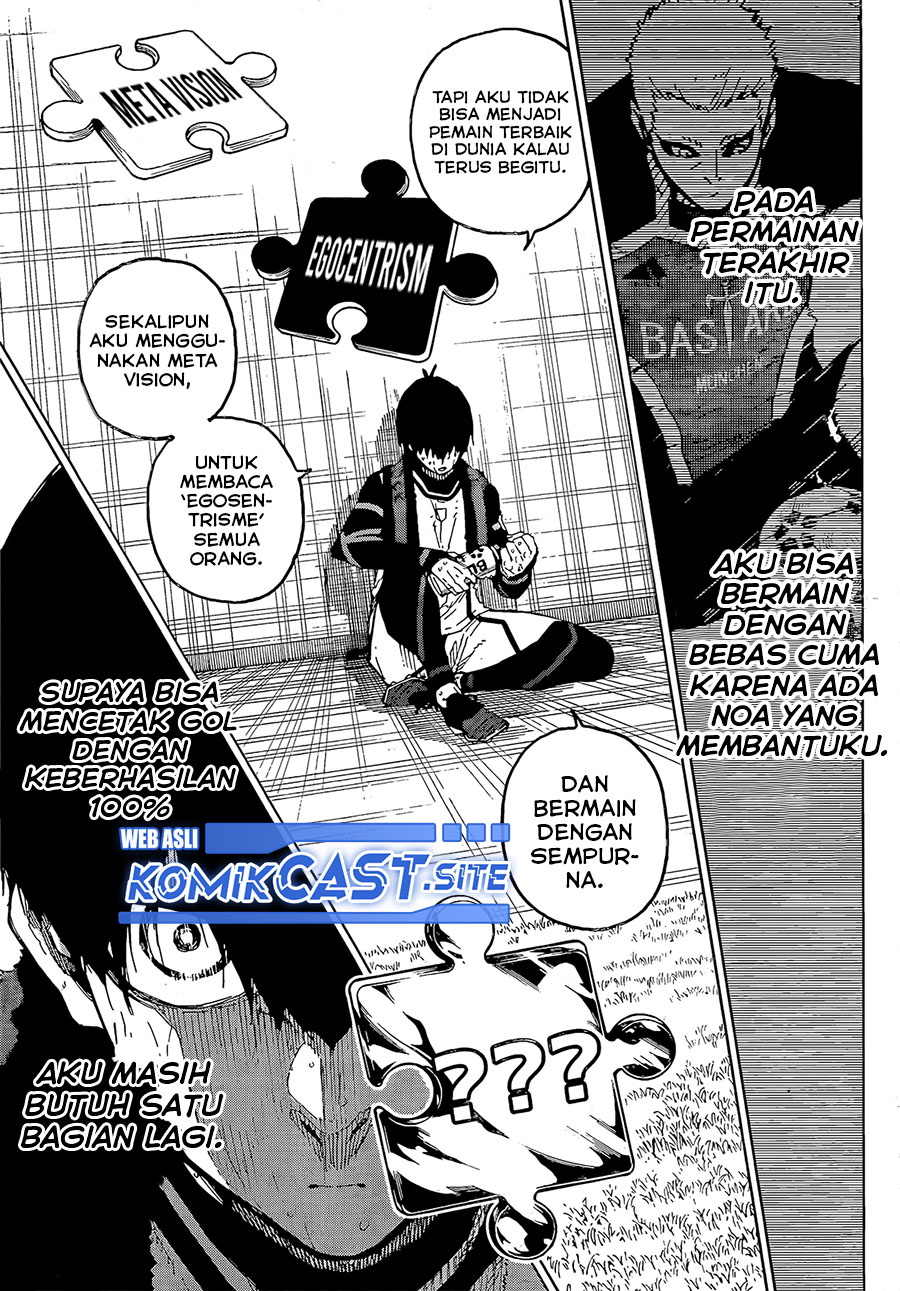 PADA
PERMAINAN
TERAKHIR
ITU.
BASTARD
MÜNCHEN
AKU BISA
BERMAIN
DENGAN
BEBAS CUMA
KARENA ADA
NOA YANG
MEMBANTUKU.
TAPI AKU TIDAK
BISA MENJADI
PEMAIN TERBAIK
DI DUNIA KALAU
TERUS BEGITU.
META VISION
EGOCENTRISM
SEKALIPUN
AKU MENGGU-
NAKAN META
VISION,
UNTUK
MEMBACA
'EGOSEN-
TRISME'
SEMUA
ORANG.
DAN
BERMAIN
DENGAN
SEMPUR-
NA.
SUPAYA BISA
MENCETAK GOL
DENGAN
KEBERHASILAN
100%
WEB ASLI
KOMIKCAST.SITE
???
AKU MASIH
BUTUH SATU
BAGIAN LAGI.